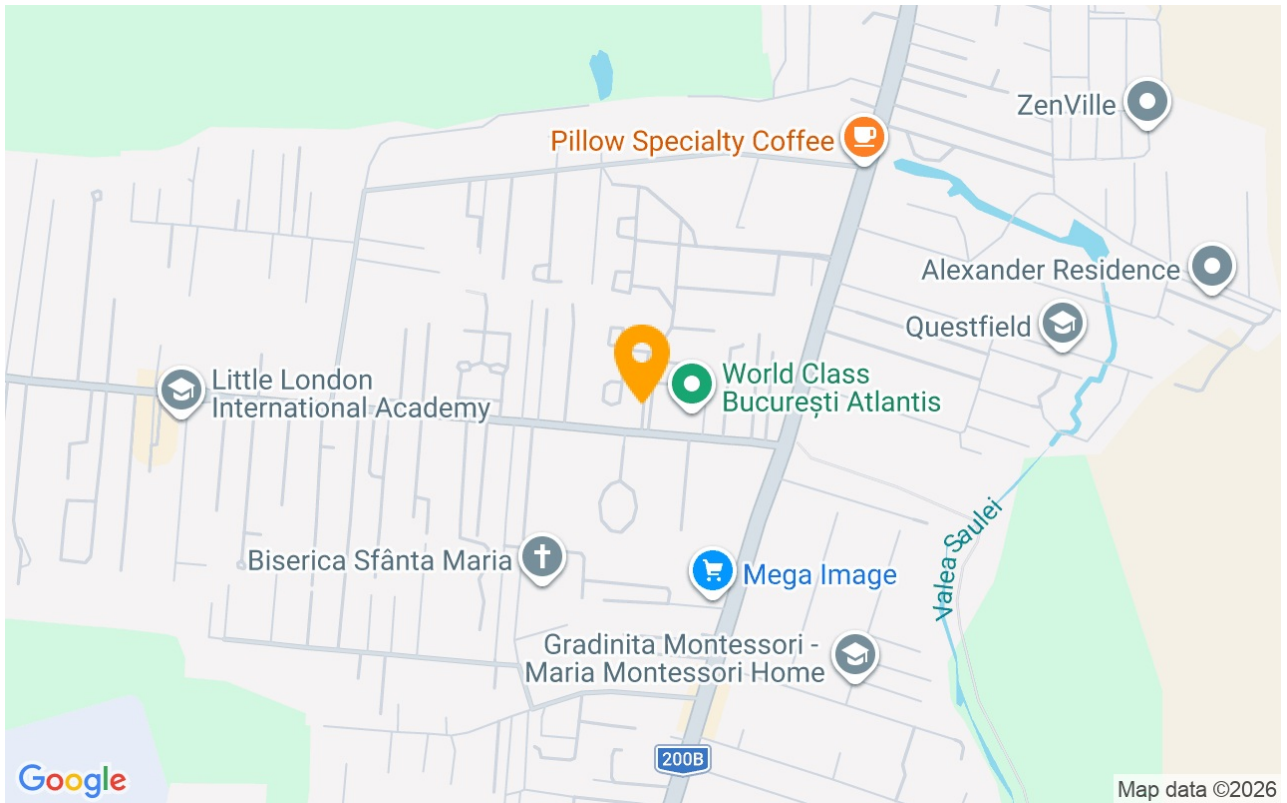 ZenVille
Pillow Specialty Coffee
Alexander Residence
Questfield
World Class
București Atlantis
Little London
International Academy
Valea Saulei
Biserica Sfânta Maria
Mega Image
Gradinita Montessori -
Maria Montessori Home
200B
Google
Map data ©2026